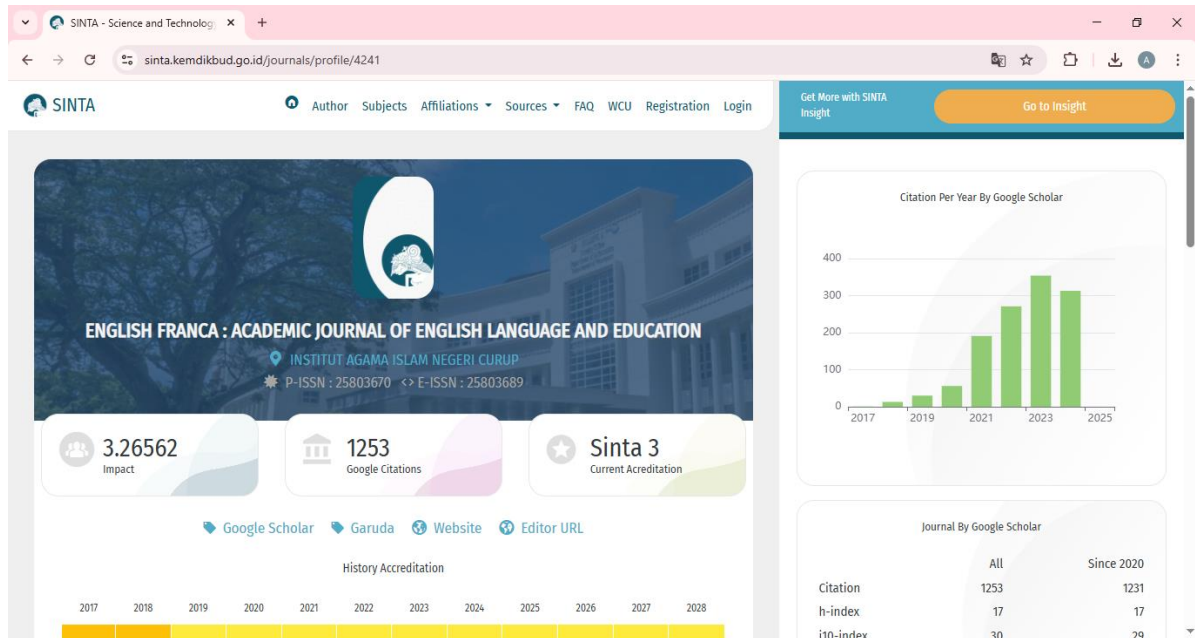 SINTA - Science and Technolog
sinta.kemdikbud.go.id/journals/profile/4241
A
SINTA
Author Subjects Affiliations Sources FAQ WCU Registration Login
Get More with SINTA
Insight
Go to Insight
ENGLISH FRANCA : ACADEMIC JOURNAL OF ENGLISH LANGUAGE AND EDUCATION
INSTITUT AGAMA ISLAM NEGERI CURUP
P-ISSN : 25803670 <> E-ISSN : 25803689
3.26562
Impact
1253
Google Citations
Sinta 3
Current Acreditation
Google Scholar Garuda Website Editor URL
History Accreditation
2017 2018 2019 2020 2021 2022 2023 2024 2025 2026 2027 2028
Citation Per Year By Google Scholar
400
300
200
100
0
2017 2019 2021 2023 2025
Journal By Google Scholar
All Since 2020
Citation 1253 1231
h-index 17 17
i10-index 30 29